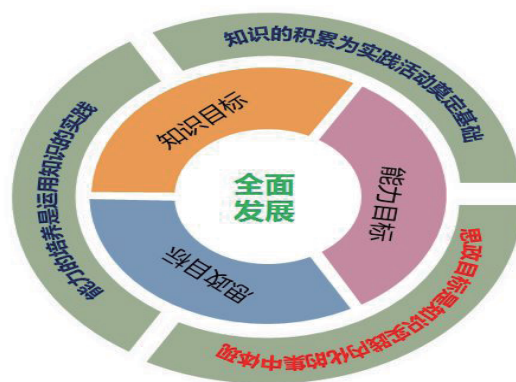 知识的积累为实践活动奠定基础
能力的培养是运用知识的实践
知识目标
能力目标
全面
发展
思政目标
思政目标是知识实践内化的集中体现